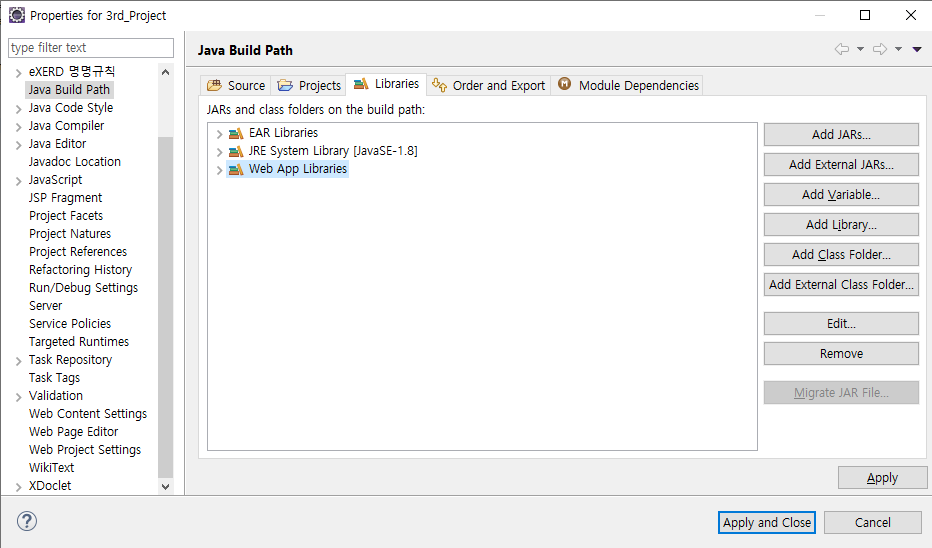 Properties for 3rd_Project
type filter text
eXERD 명명규칙
Java Build Path
Java Code Style
Java Compiler
Java Editor
Javadoc Location
JavaScript
JSP Fragment
Project Facets
Project Natures
Project References
Refactoring History
Run/Debug Settings
Server
Service Policies
Targeted Runtimes
Task Repository
Task Tags
Validation
Web Content Settings
Web Page Editor
Web Project Settings
WikiText
XDoclet
Java Build Path
Source
Projects
Libraries
Order and Export
M
Module Dependencies
JARs and class folders on the build path:
EAR Libraries
JRE System Library [JavaSE-1.8]
Web App Libraries
Add JARs...
Add External JARs...
Add Variable...
Add Library...
Add Class Folder...
Add External Class Folder...
Edit...
Remove
Migrate JAR File...
Apply
?
Apply and Close
Cancel